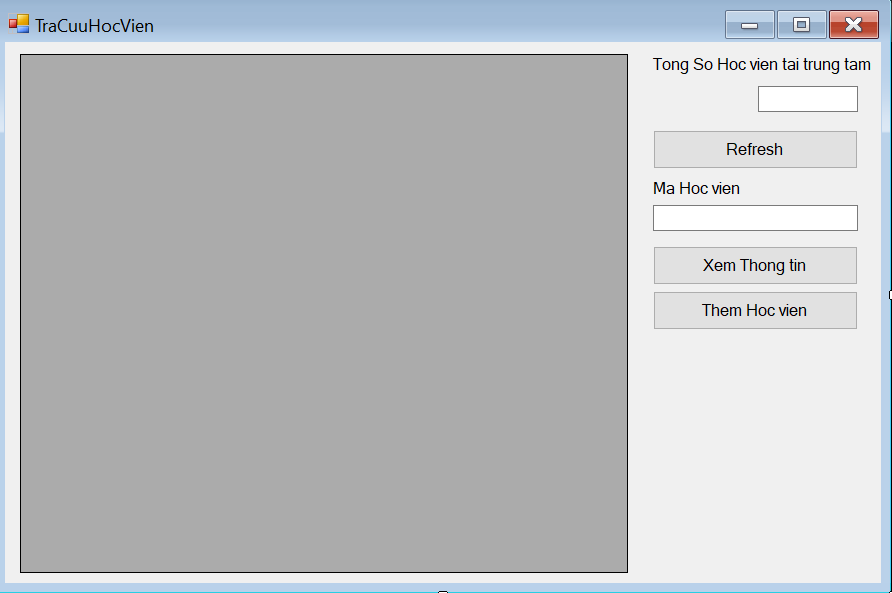 TraCuuHocVien
Tong So Hoc vien tai trung tam
Refresh
Ma Hoc vien
Xem Thong tin
Them Hoc vien